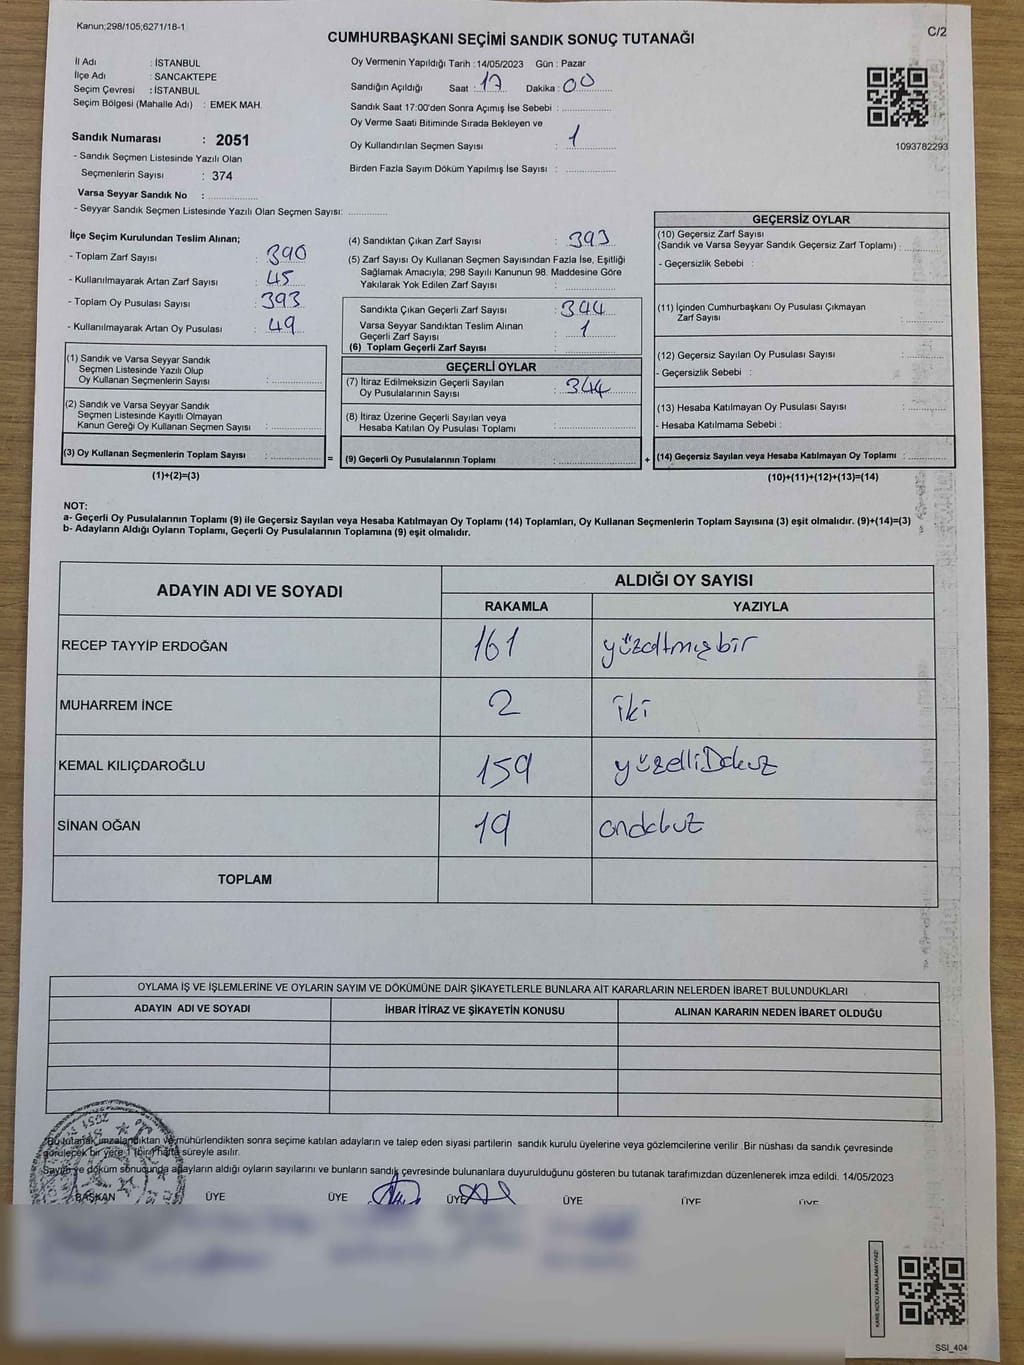 Kanun;298/105;6271/18-1
C/2
CUMHURBAŞKANI SEÇİMİ SANDIK SONUÇ TUTANAĞI
İl Adı : İSTANBUL
İlçe Adı : SANCAKTEPE
Seçim Çevresi : İSTANBUL
Seçim Bölgesi (Mahalle Adı) : EMEK MAH.
Sandık Numarası : 2051
- Sandık Seçmen Listesinde Yazılı Olan
Seçmenlerin Sayısı : 374
Varsa Seyyar Sandık No :
- Seyyar Sandık Seçmen Listesinde Yazılı Olan Seçmen Sayısı:
Oy Vermenin Yapıldığı Tarih : 14/05/2023 Gün : Pazar
Sandığın Açıldığı Saat : 17 Dakika : 00
Sandık Saat 17:00'den Sonra Açımış İse Sebebi :
Oy Verme Saati Bitiminde Sırada Bekleyen ve
Oy Kullandırılan Seçmen Sayısı : 1
Birden Fazla Sayım Döküm Yapılmış İse Sayısı :
1093782293
İlçe Seçim Kurulundan Teslim Alınan;
- Toplam Zarf Sayısı : 390
- Kullanılmayarak Artan Zarf Sayısı : 45
- Toplam Oy Pusulası Sayısı : 393
- Kullanılmayarak Artan Oy Pusulası : 49
(1) Sandık ve Varsa Seyyar Sandık
Seçmen Listesinde Yazılı Olup
Oy Kullanan Seçmenlerin Sayısı :
(2) Sandık ve Varsa Seyyar Sandık
Seçmen Listesinde Kayıtlı Olmayan
Kanun Gereği Oy Kullanan Seçmen Sayısı :
(3) Oy Kullanan Seçmenlerin Toplam Sayısı : =
(1)+(2)=(3)
(4) Sandıktan Çıkan Zarf Sayısı : 393
(5) Zarf Sayısı Oy Kullanan Seçmen Sayısından Fazla İse, Eşitliği
Sağlamak Amacıyla; 298 Sayılı Kanunun 98. Maddesine Göre
Yakılarak Yok Edilen Zarf Sayısı :
Sandıkta Çıkan Geçerli Zarf Sayısı : 344
Varsa Seyyar Sandıktan Teslim Alınan
Geçerli Zarf Sayısı : 1
(6) Toplam Geçerli Zarf Sayısı :
GEÇERLİ OYLAR
(7) İtiraz Edilmeksizin Geçerli Sayılan
Oy Pusulalarının Sayısı : 344
(8) İtiraz Üzerine Geçerli Sayılan veya
Hesaba Katılan Oy Pusulası Toplamı :
(9) Geçerli Oy Pusulalarının Toplamı : +
GEÇERSİZ OYLAR
(10) Geçersiz Zarf Sayısı
(Sandık ve Varsa Seyyar Sandık Geçersiz Zarf Toplamı) :
- Geçersizlik Sebebi :
(11) İçinden Cumhurbaşkanı Oy Pusulası Çıkmayan
Zarf Sayısı :
(12) Geçersiz Sayılan Oy Pusulası Sayısı :
- Geçersizlik Sebebi :
(13) Hesaba Katılmayan Oy Pusulası Sayısı :
- Hesaba Katılmama Sebebi :
(14) Geçersiz Sayılan veya Hesaba Katılmayan Oy Toplamı :
(10)+(11)+(12)+(13)=(14)
NOT:
a- Geçerli Oy Pusulalarının Toplamı (9) ile Geçersiz Sayılan veya Hesaba Katılmayan Oy Toplamı (14) Toplamları, Oy Kullanan Seçmenlerin Toplam Sayısına (3) eşit olmalıdır. (9)+(14)=(3)
b- Adayların Aldığı Oyların Toplamı, Geçerli Oy Pusulalarının Toplamına (9) eşit olmalıdır.
ADAYIN ADI VE SOYADI
ALDIĞI OY SAYISI
RAKAMLA YAZIYLA
RECEP TAYYİP ERDOĞAN 161 yüzaltmışbir
MUHARREM İNCE 2 iki
KEMAL KILIÇDAROĞLU 159 yüzelliDokuz
SİNAN OĞAN 19 ondokuz
TOPLAM
OYLAMA İŞ VE İŞLEMLERİNE VE OYLARIN SAYIM VE DÖKÜMÜNE DAİR ŞİKAYETLERLE BUNLARA AİT KARARLARIN NELERDEN İBARET BULUNDUKLARI
ADAYIN ADI VE SOYADI İHBAR İTİRAZ VE ŞİKAYETİN KONUSU ALINAN KARARIN NEDEN İBARET OLDUĞU
Bu tutanak imzalandıktan ve mühürlendikten sonra seçime katılan adayların ve talep eden siyasi partilerin sandık kurulu üyelerine veya gözlemcilerine verilir. Bir nüshası da sandık çevresinde
görülecek bir yere 1 (bir) hafta süreyle asılır.
Sayım ve döküm sonucunda adayların aldığı oyların sayılarını ve bunların sandık çevresinde bulunanlara duyurulduğunu gösteren bu tutanak tarafımızdan düzenlenerek imza edildi. 14/05/2023
BAŞKAN ÜYE ÜYE ÜYE ÜYE ÜYE ÜYE
KARE KODU KARALAMAYINIZ!
SSİ_404